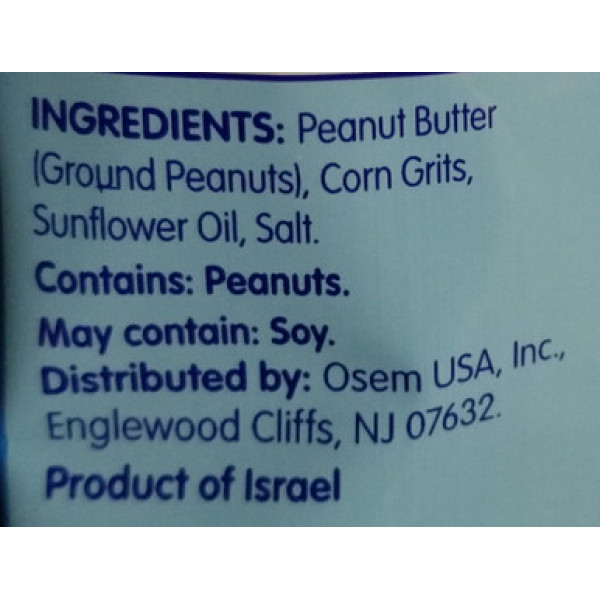 INGREDIENTS: Peanut Butter
(Ground Peanuts), Corn Grits,
Sunflower Oil, Salt.
Contains: Peanuts.
May contain: Soy.
Distributed by: Osem USA, Inc.,
Englewood Cliffs, NJ 07632.
Product of Israel